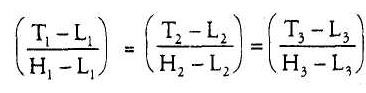 (T₁ – L₁ / H₁ – L₁) = (T₂ – L₂ / H₂ – L₂) = (T₃ – L₃ / H₃ – L₃)